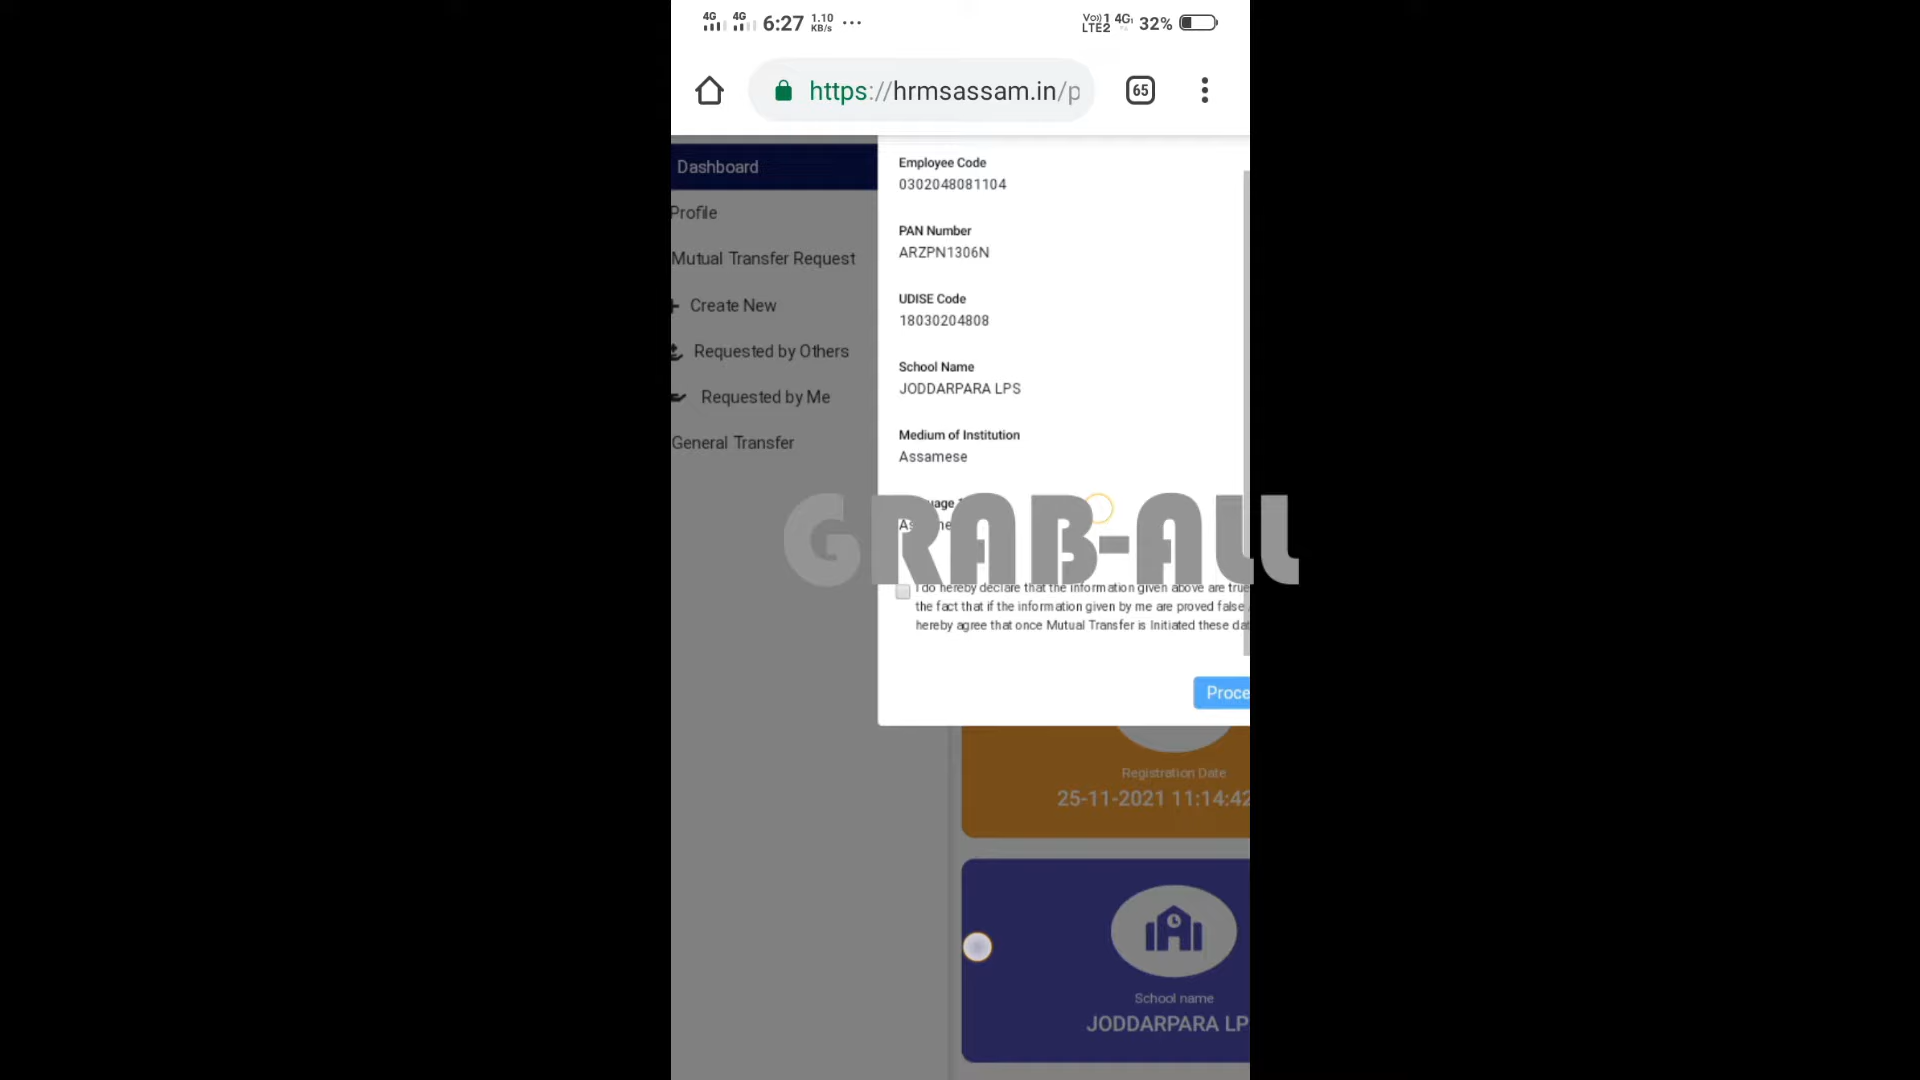 4G 4G 6:27 1.10 KB/s ...
Vo)) 1 4G LTE2 32%
https://hrmsassam.in/p
65
Dashboard
Profile
Mutual Transfer Request
Create New
Requested by Others
Requested by Me
General Transfer
Employee Code
0302048081104
PAN Number
ARZPN1306N
UDISE Code
18030204808
School Name
JODDARPARA LPS
Medium of Institution
Assamese
GRAB-ALL
I do hereby declare that the information given above are true
the fact that if the information given by me are proved false
hereby agree that once Mutual Transfer is Initiated these dat
Proce
Registration Date
25-11-2021 11:14:42
School name
JODDARPARA LP